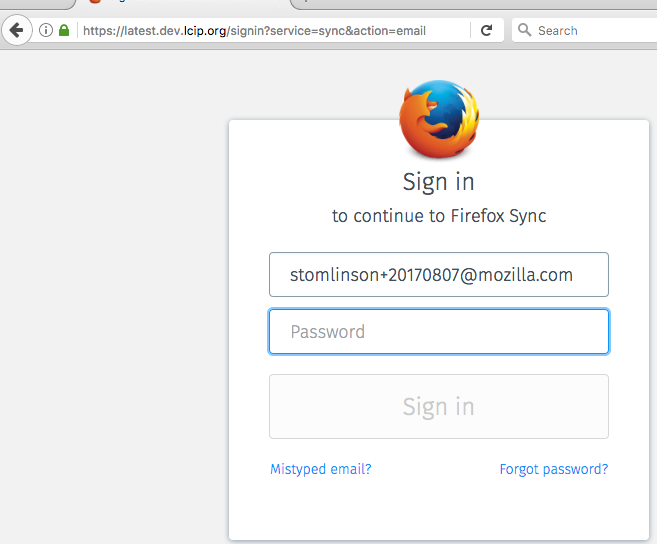 https://latest.dev.lcip.org/signin?service=sync&action=email
Search
Sign in
to continue to Firefox Sync
stomlinson+20170807@mozilla.com
Password
Sign in
Mistyped email? Forgot password?